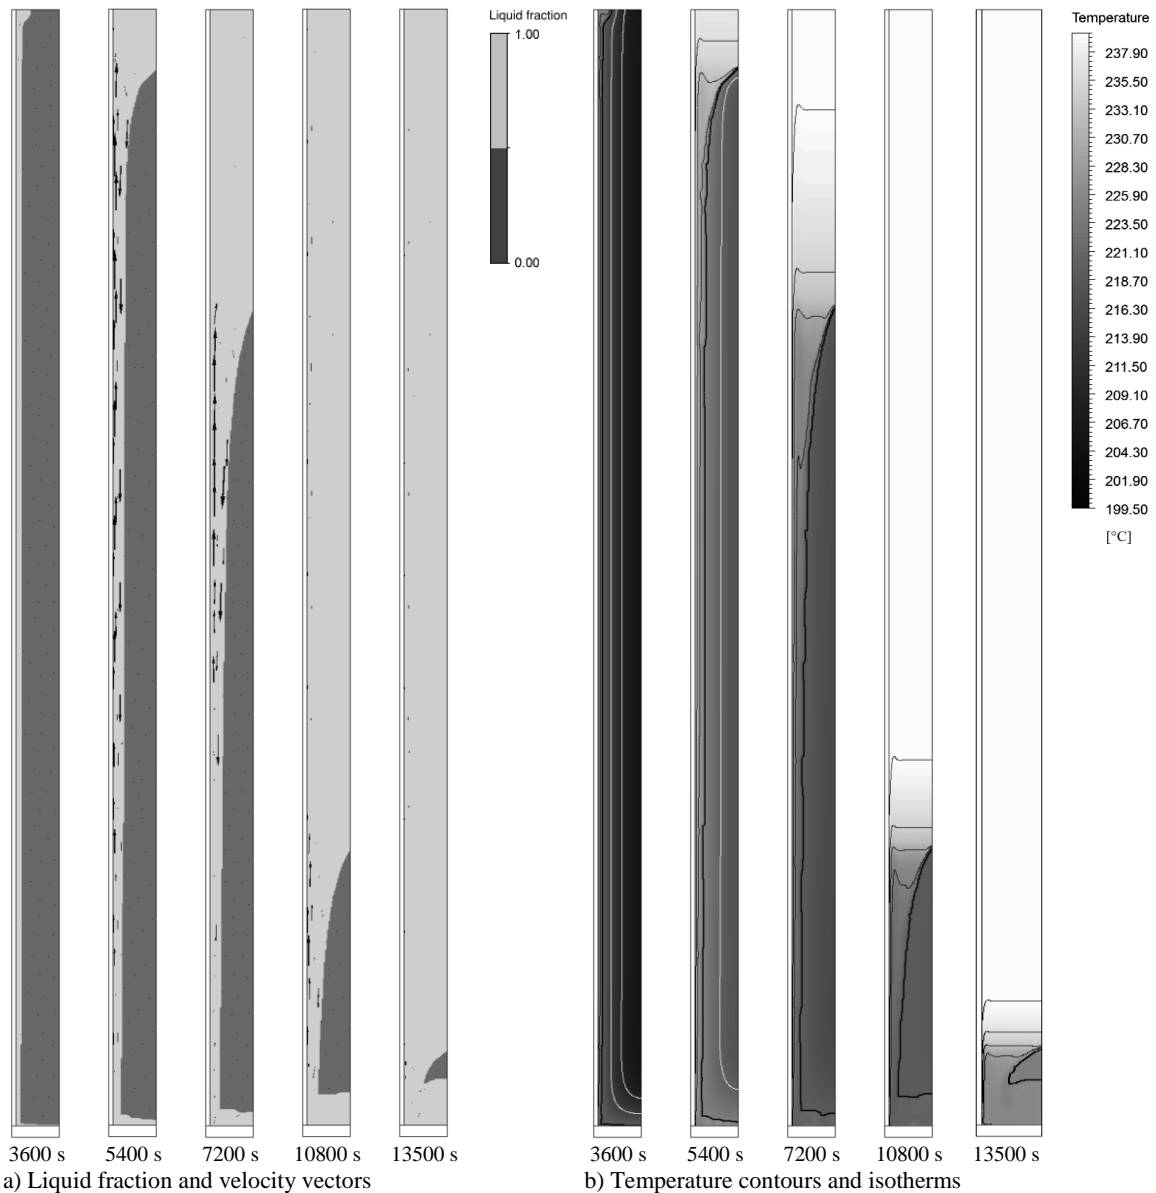 Liquid fraction
1.00
0.00
Temperature
237.90
235.50
233.10
230.70
228.30
225.90
223.50
221.10
218.70
216.30
213.90
211.50
209.10
206.70
204.30
201.90
199.50
[°C]
3600 s 5400 s 7200 s 10800 s 13500 s
3600 s 5400 s 7200 s 10800 s 13500 s
a) Liquid fraction and velocity vectors
b) Temperature contours and isotherms